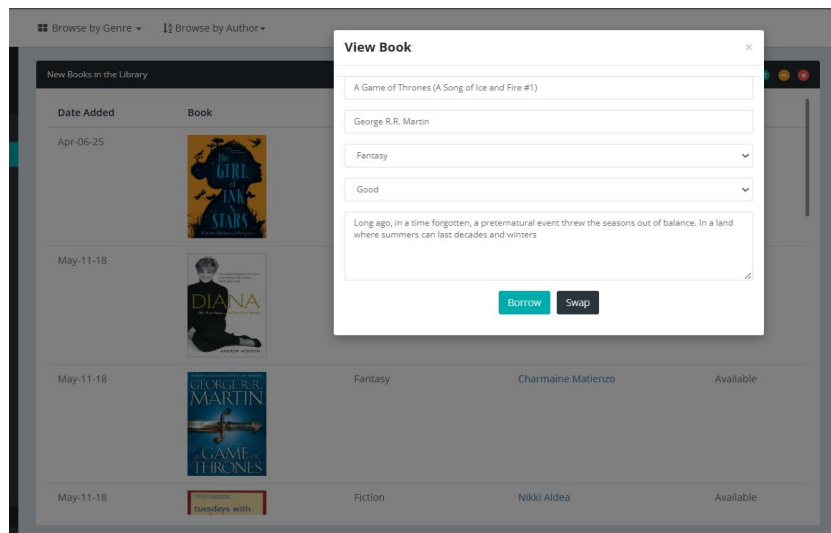 Browse by Genre
Browse by Author
View Book
×
New Books in the Library
A Game of Thrones (A Song of Ice and Fire #1)
George R.R. Martin
Fantasy
Good
Long ago, in a time forgotten, a preternatural event threw the seasons out of balance. In a land
where summers can last decades and winters
Borrow
Swap
Date Added
Book
Apr-06-25
The
GIRL
of
INK
&
STARS
May-11-18
DIANA
ANDREW MORTON
May-11-18
GEORGE R.R.
MARTIN
A GAME OF
THRONES
Fantasy
Charmaine Matienzo
Available
May-11-18
tuesdays with
Fiction
Nikki Aldea
Available